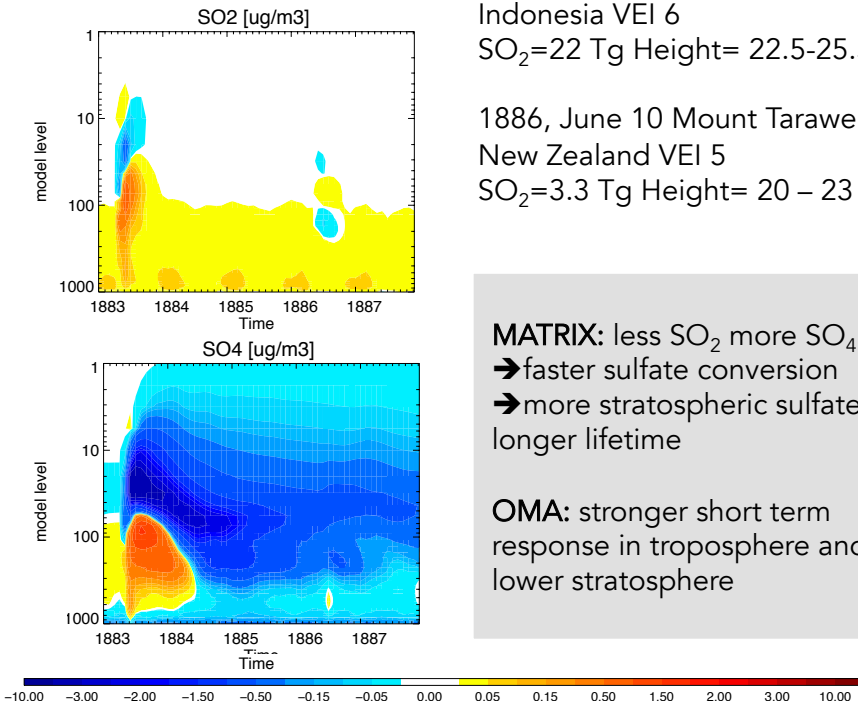 SO2 [ug/m3]
1
10
100
1000
model level
1883 1884 1885 1886 1887
Time
SO4 [ug/m3]
1
10
100
1000
model level
1883 1884 1885 1886 1887
Time
Indonesia VEI 6
SO₂=22 Tg Height= 22.5-25.
1886, June 10 Mount Tarawe
New Zealand VEI 5
SO₂=3.3 Tg Height= 20 – 23
MATRIX: less SO₂ more SO₄
➔faster sulfate conversion
➔more stratospheric sulfate
longer lifetime
OMA: stronger short term
response in troposphere and
lower stratosphere
−10.00 −3.00 −2.00 −1.50 −0.50 −0.15 −0.05 0.00 0.05 0.15 0.50 1.50 2.00 3.00 10.00